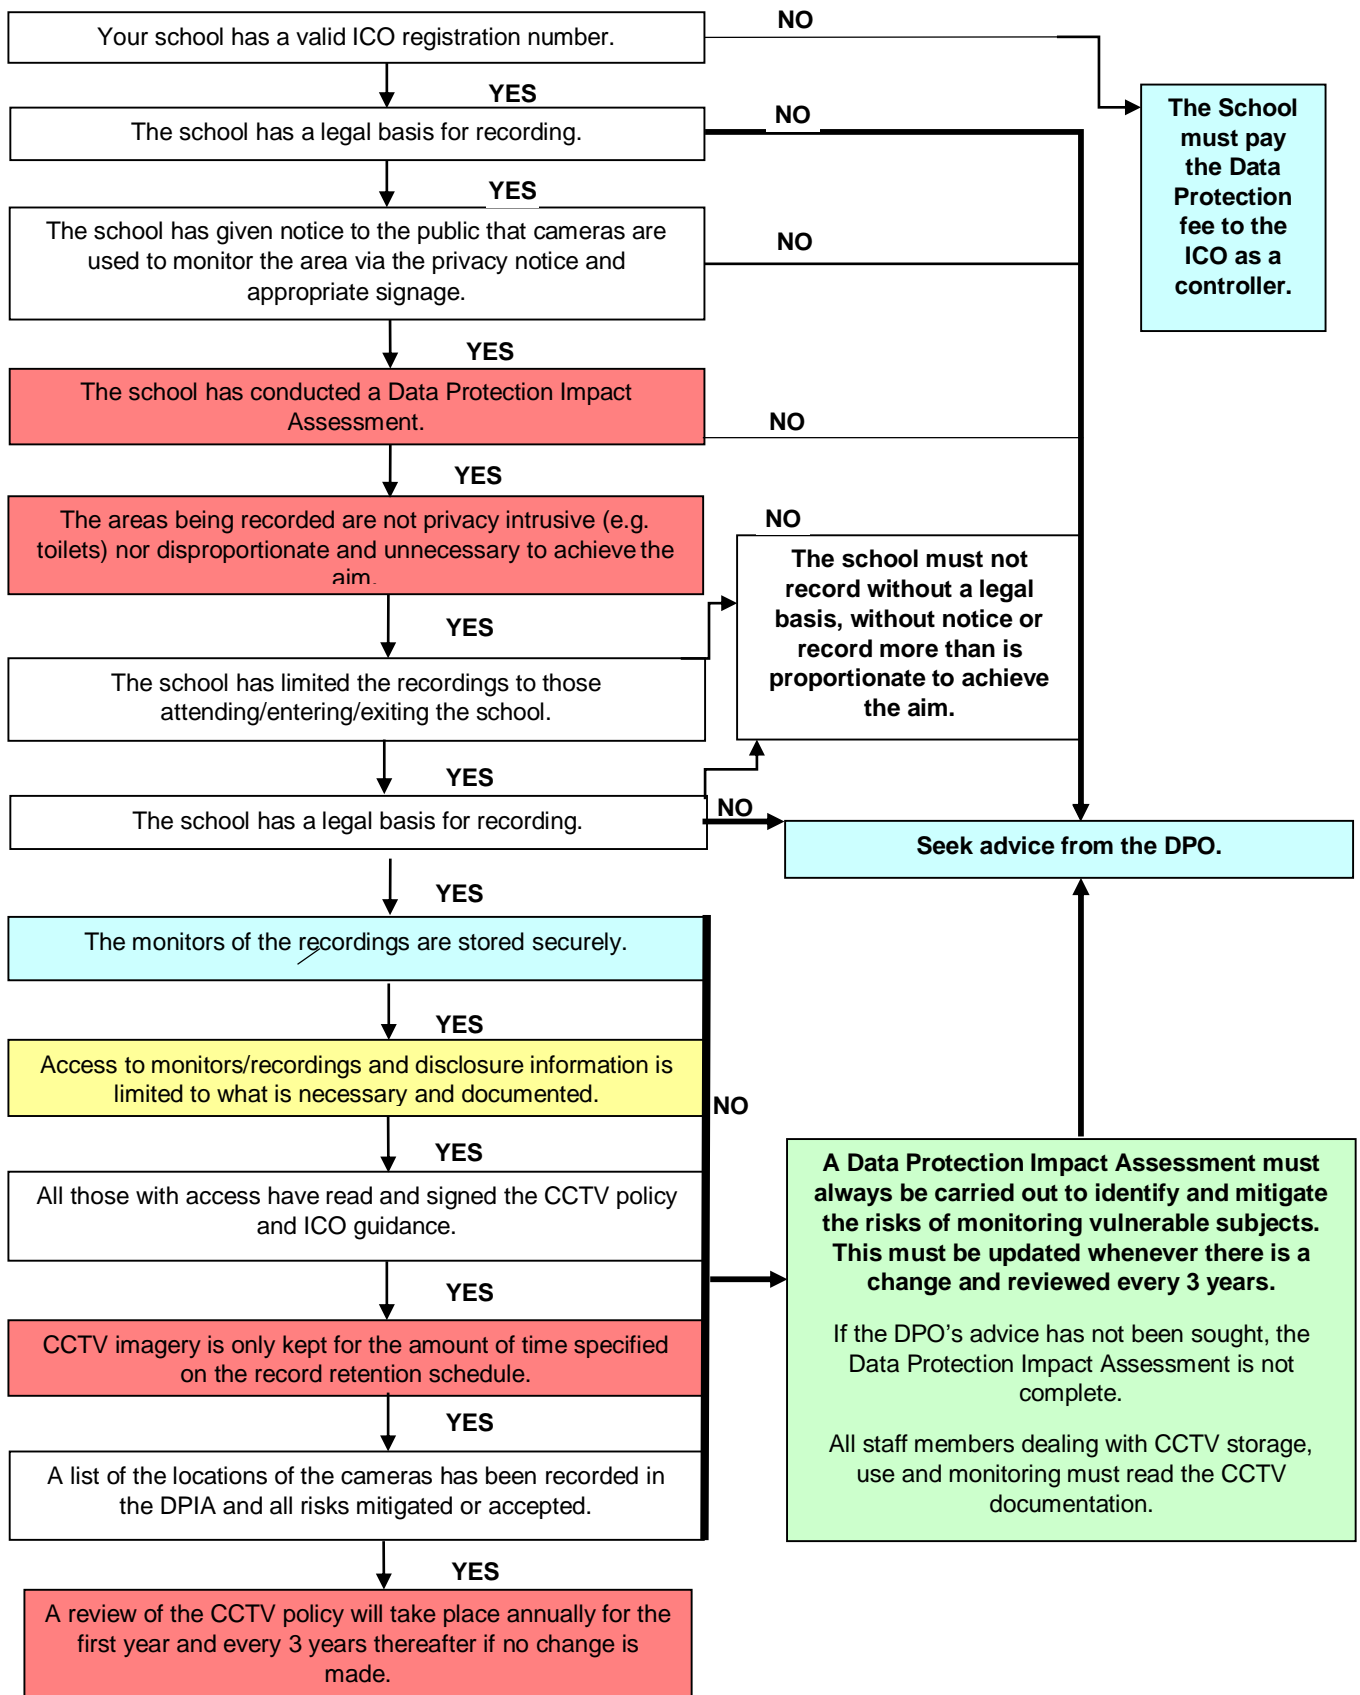 NO
Your school has a valid ICO registration number.
YES
The school has a legal basis for recording.
NO
The School
must pay
the Data
Protection
fee to the
ICO as a
controller.
YES
The school has given notice to the public that cameras are
used to monitor the area via the privacy notice and
appropriate signage.
NO
YES
The school has conducted a Data Protection Impact
Assessment.
NO
YES
The areas being recorded are not privacy intrusive (e.g.
toilets) nor disproportionate and unnecessary to achieve the
aim.
NO
The school must not
record without a legal
basis, without notice or
record more than is
proportionate to achieve
the aim.
YES
The school has limited the recordings to those
attending/entering/exiting the school.
YES
The school has a legal basis for recording.
NO
Seek advice from the DPO.
YES
The monitors of the recordings are stored securely.
YES
Access to monitors/recordings and disclosure information is
limited to what is necessary and documented.
NO
YES
All those with access have read and signed the CCTV policy
and ICO guidance.
A Data Protection Impact Assessment must
always be carried out to identify and mitigate
the risks of monitoring vulnerable subjects.
This must be updated whenever there is a
change and reviewed every 3 years.
If the DPO's advice has not been sought, the
Data Protection Impact Assessment is not
complete.
All staff members dealing with CCTV storage,
use and monitoring must read the CCTV
documentation.
YES
CCTV imagery is only kept for the amount of time specified
on the record retention schedule.
YES
A list of the locations of the cameras has been recorded in
the DPIA and all risks mitigated or accepted.
YES
A review of the CCTV policy will take place annually for the
first year and every 3 years thereafter if no change is
made.